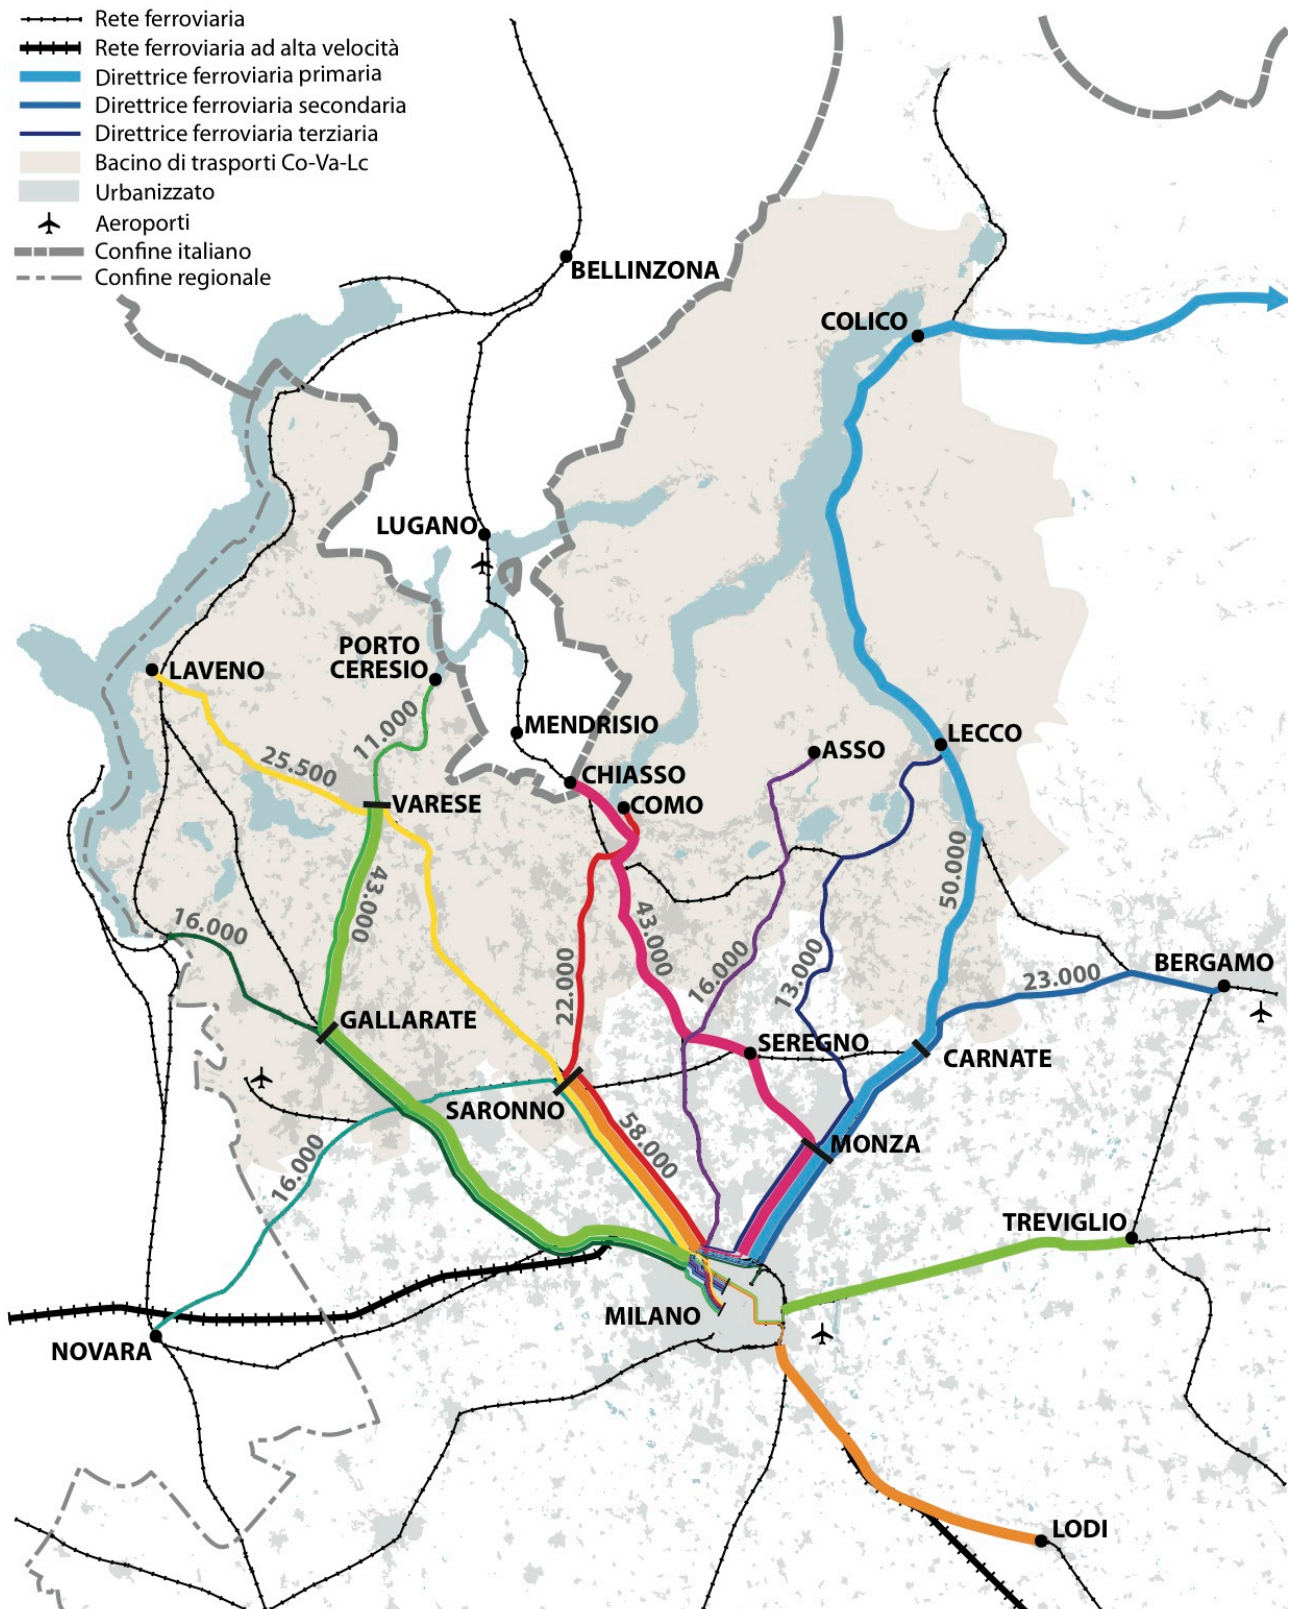 Rete ferroviaria
Rete ferroviaria ad alta velocità
Direttrice ferroviaria primaria
Direttrice ferroviaria secondaria
Direttrice ferroviaria terziaria
Bacino di trasporti Co-Va-Lc
Urbanizzato
Aeroporti
Confine italiano
Confine regionale
BELLINZONA
COLICO
LUGANO
PORTO
CERESIO
LAVENO
11.000
MENDRISIO
LECCO
ASSO
25.500
CHIASSO
VARESE
COMO
43.000
50.000
16.000
43.000
22.000
16.000
13.000
23.000
BERGAMO
GALLARATE
SEREGNO
CARNATE
SARONNO
58.000
MONZA
16.000
TREVIGLIO
MILANO
NOVARA
LODI